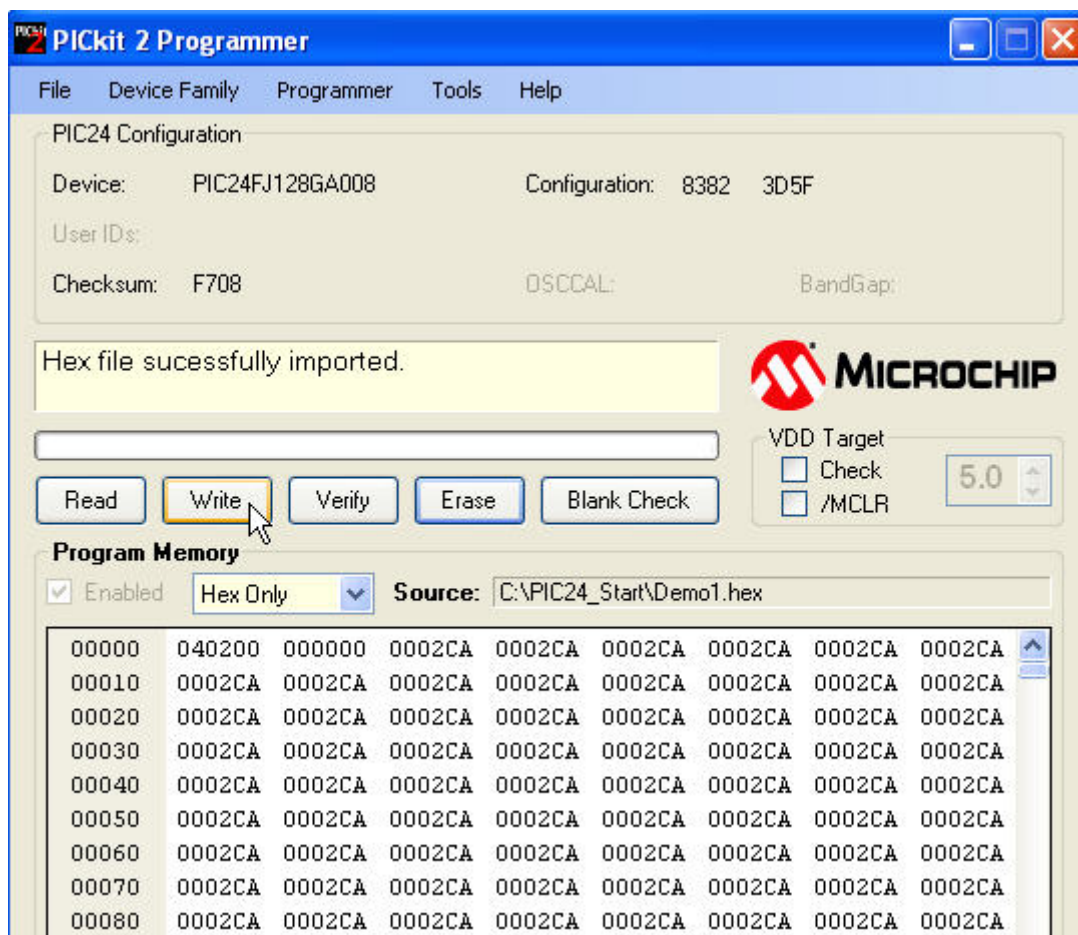 PICkit 2 Programmer
File Device Family Programmer Tools Help
PIC24 Configuration
Device: PIC24FJ128GA008 Configuration: 8382 3D5F
User IDs:
Checksum: F708 OSCCAL: BandGap:
Hex file sucessfully imported.
MICROCHIP
VDD Target
Check
5.0
/MCLR
Read Write Verify Erase Blank Check
Program Memory
Enabled Hex Only Source: C:\PIC24_Start\Demo1.hex
00000 040200 000000 0002CA 0002CA 0002CA 0002CA 0002CA 0002CA
00010 0002CA 0002CA 0002CA 0002CA 0002CA 0002CA 0002CA 0002CA
00020 0002CA 0002CA 0002CA 0002CA 0002CA 0002CA 0002CA 0002CA
00030 0002CA 0002CA 0002CA 0002CA 0002CA 0002CA 0002CA 0002CA
00040 0002CA 0002CA 0002CA 0002CA 0002CA 0002CA 0002CA 0002CA
00050 0002CA 0002CA 0002CA 0002CA 0002CA 0002CA 0002CA 0002CA
00060 0002CA 0002CA 0002CA 0002CA 0002CA 0002CA 0002CA 0002CA
00070 0002CA 0002CA 0002CA 0002CA 0002CA 0002CA 0002CA 0002CA
00080 0002CA 0002CA 0002CA 0002CA 0002CA 0002CA 0002CA 0002CA